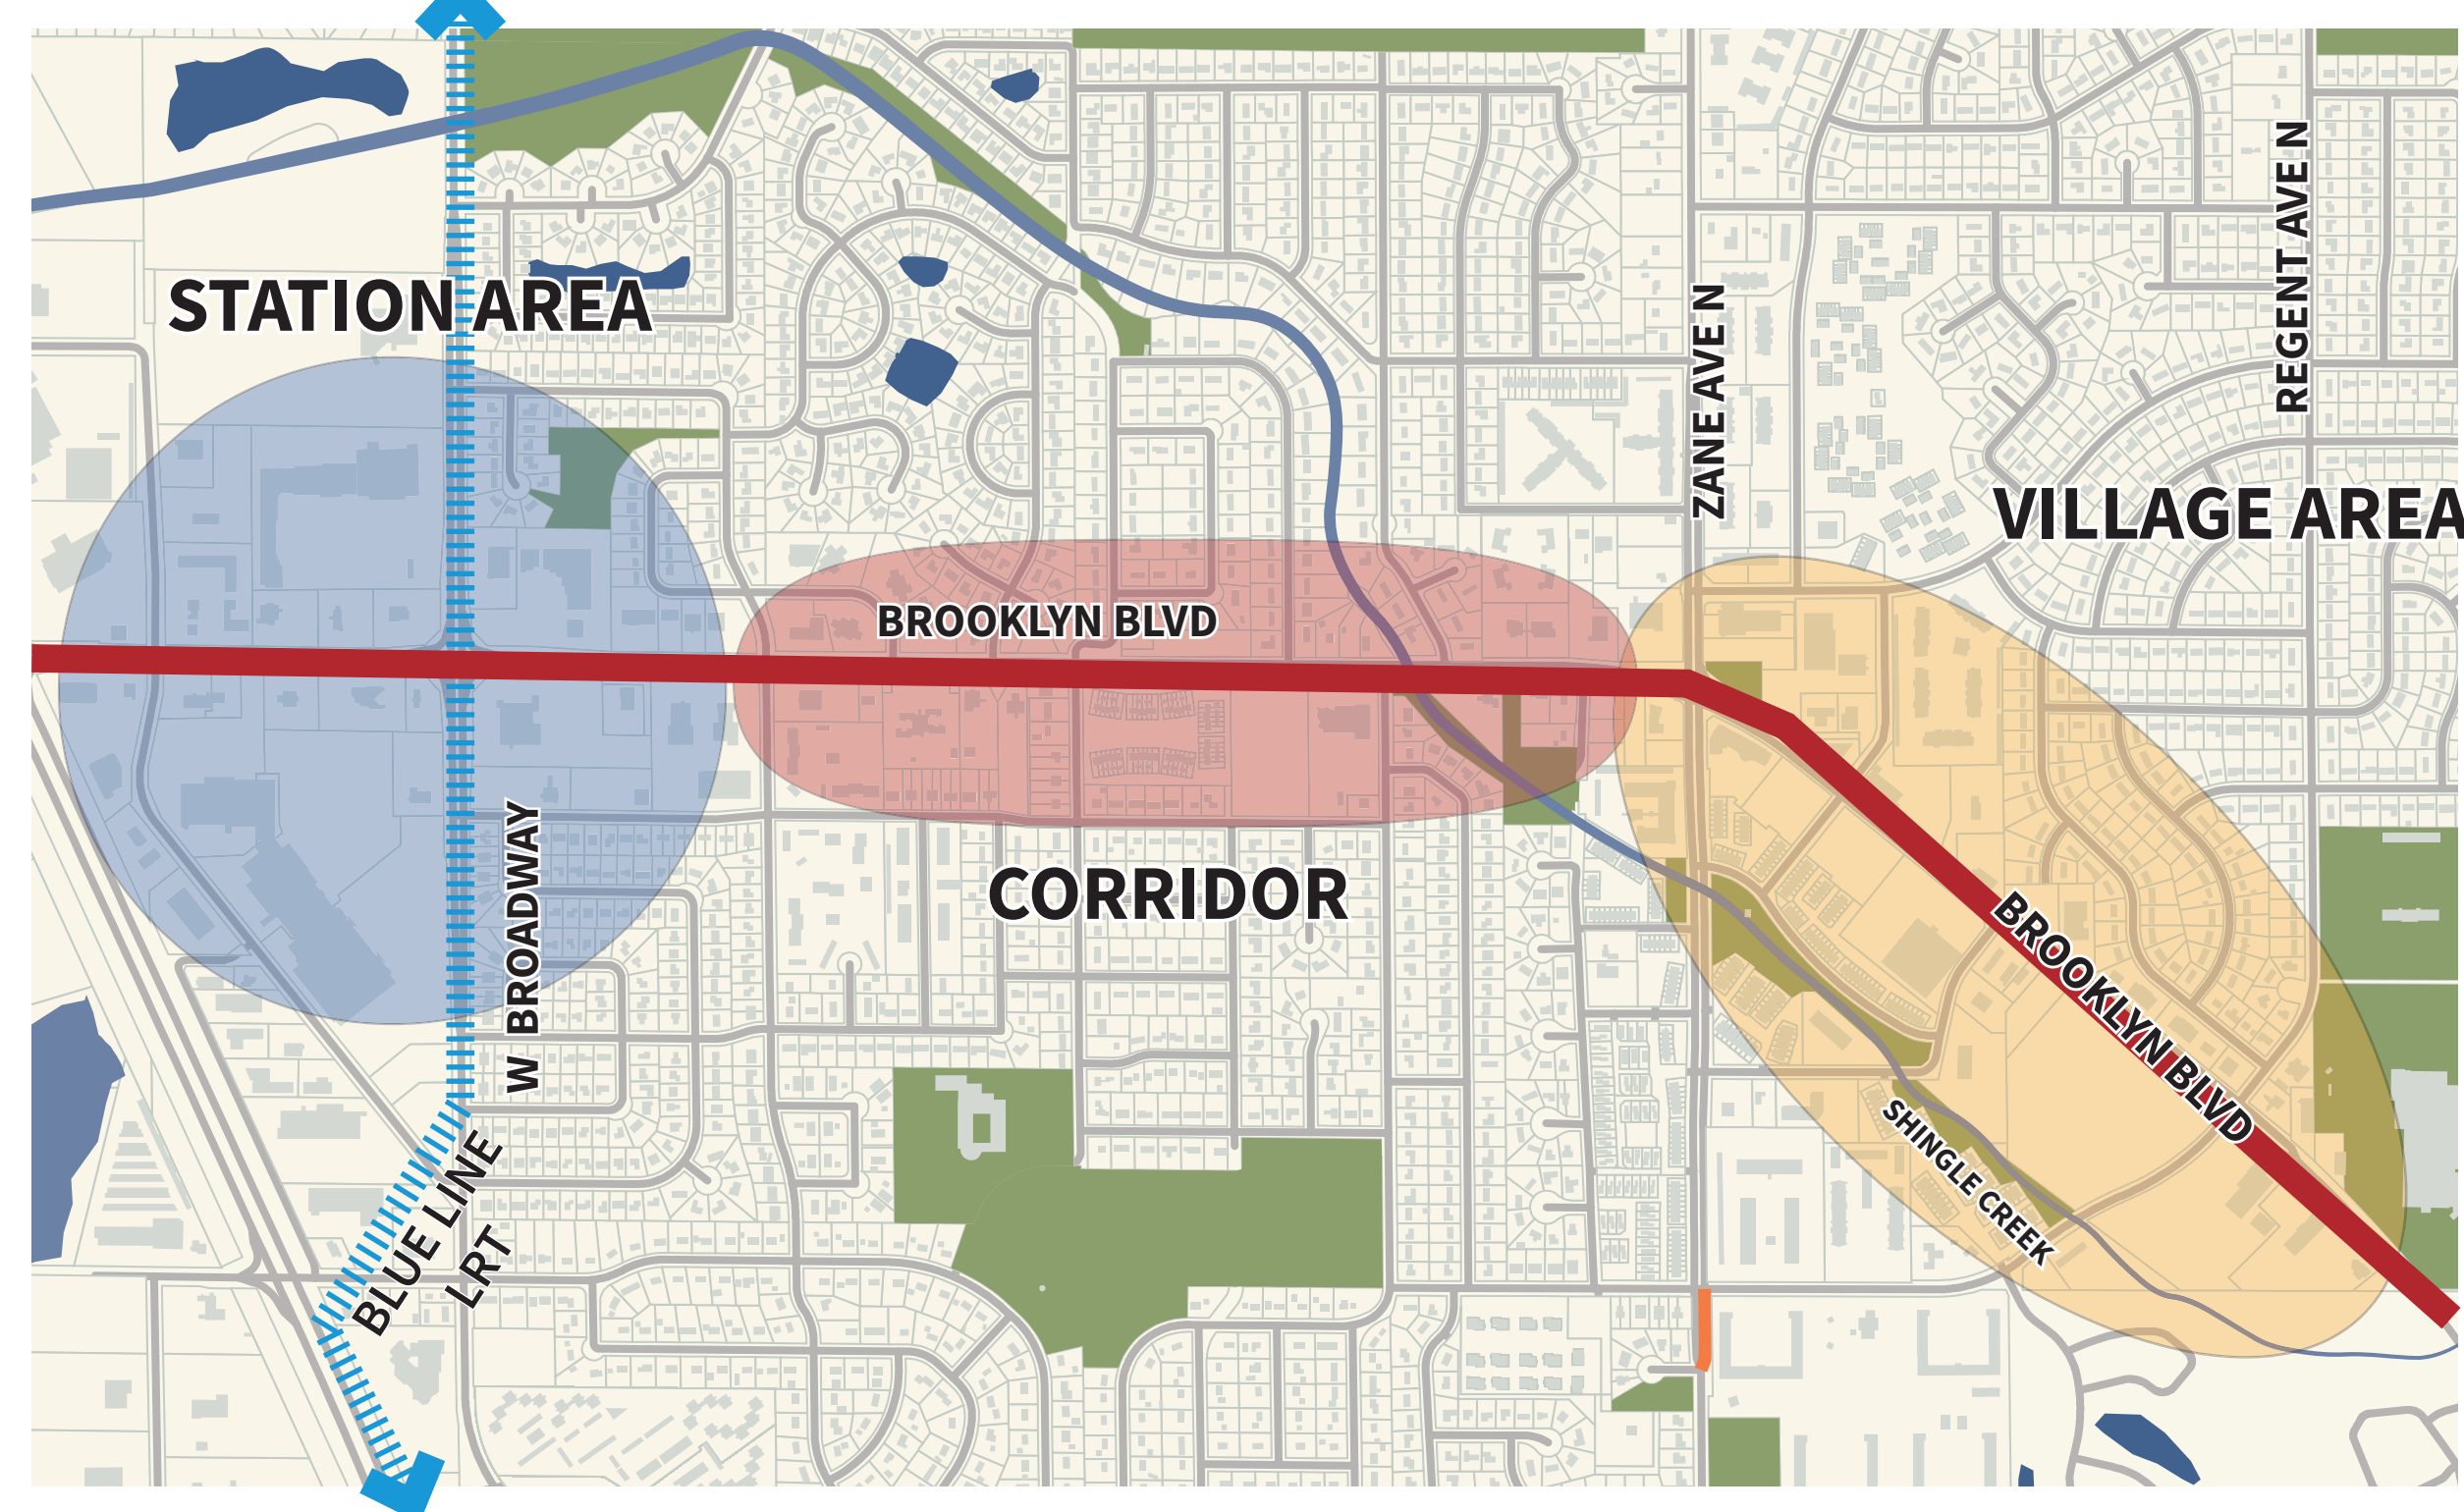 STATION AREA
REGENT AVE N
ZANE AVE N
VILLAGE AREA
BROOKLYN BLVD
CORRIDOR
W BROADWAY
BROOKLYN BLVD
SHINGLE CREEK
BLUE LINE
LRT